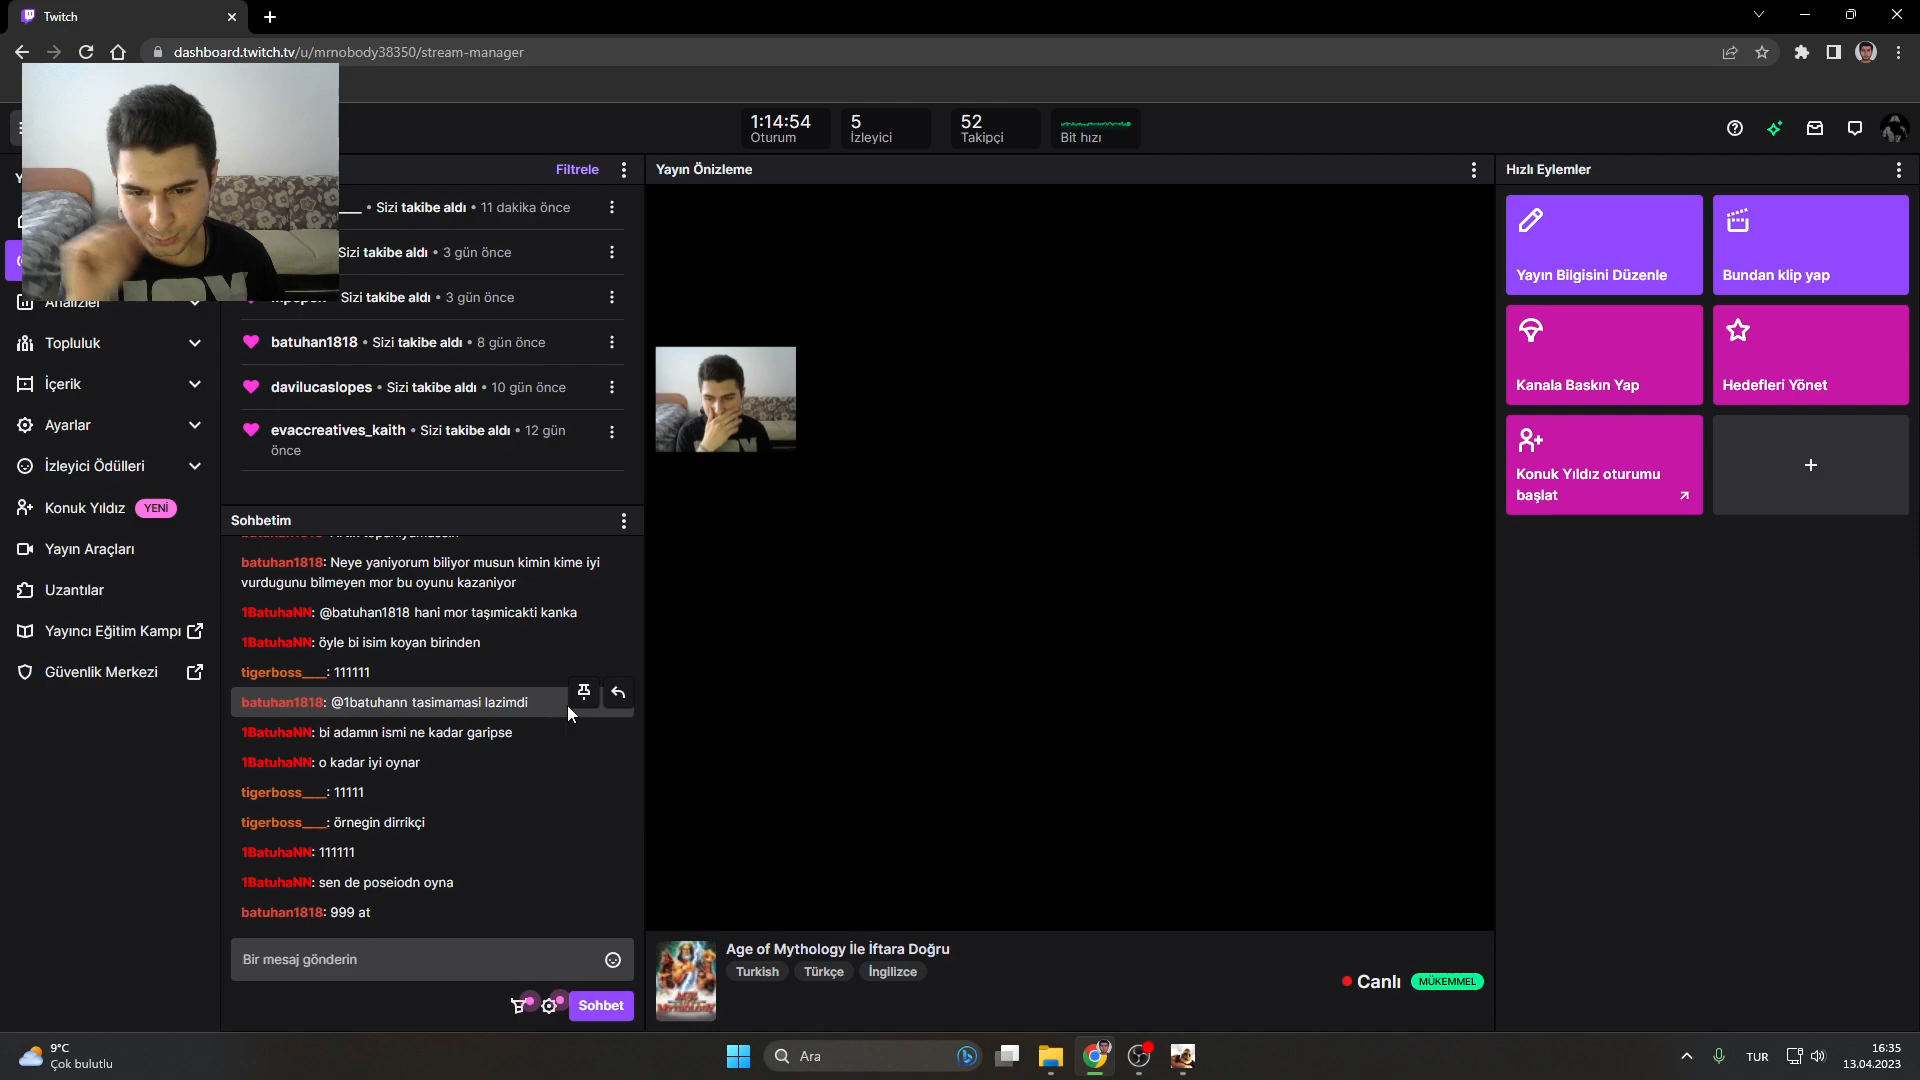 Twitch
dashboard.twitch.tv/u/mrnobody38350/stream-manager
1:14:54
Oturum
5
İzleyici
52
Takipçi
Bit hızı
Filtrele
Sizi takibe aldı • 11 dakika önce
Sizi takibe aldı • 3 gün önce
Sizi takibe aldı • 3 gün önce
batuhan1818 • Sizi takibe aldı • 8 gün önce
davilucaslopes • Sizi takibe aldı • 10 gün önce
evaccreatives_kaith • Sizi takibe aldı • 12 gün
önce
Analizler
Topluluk
İçerik
Ayarlar
İzleyici Ödülleri
Konuk Yıldız YENİ
Yayın Araçları
Uzantılar
Yayıncı Eğitim Kampı
Güvenlik Merkezi
Sohbetim
batuhan1818: Neye yaniyorum biliyor musun kimin kime iyi
vurdugunu bilmeyen mor bu oyunu kazaniyor
1BatuhaNN: @batuhan1818 hani mor taşımicakti kanka
1BatuhaNN: öyle bi isim koyan birinden
tigerboss____: 111111
batuhan1818: @1batuhann tasimamasi lazimdi
1BatuhaNN: bi adamın ismi ne kadar garipse
1BatuhaNN: o kadar iyi oynar
tigerboss____: 11111
tigerboss____: örnegin dirrikçi
1BatuhaNN: 111111
1BatuhaNN: sen de poseiodn oyna
batuhan1818: 999 at
Bir mesaj gönderin
Sohbet
Yayın Önizleme
Age of Mythology İle İftara Doğru
Turkish
Türkçe
İngilizce
Canlı
MÜKEMMEL
Hızlı Eylemler
Yayın Bilgisini Düzenle
Bundan klip yap
Kanala Baskın Yap
Hedefleri Yönet
Konuk Yıldız oturumu
başlat
9°C
Çok bulutlu
Ara
TUR
16:35
13.04.2023